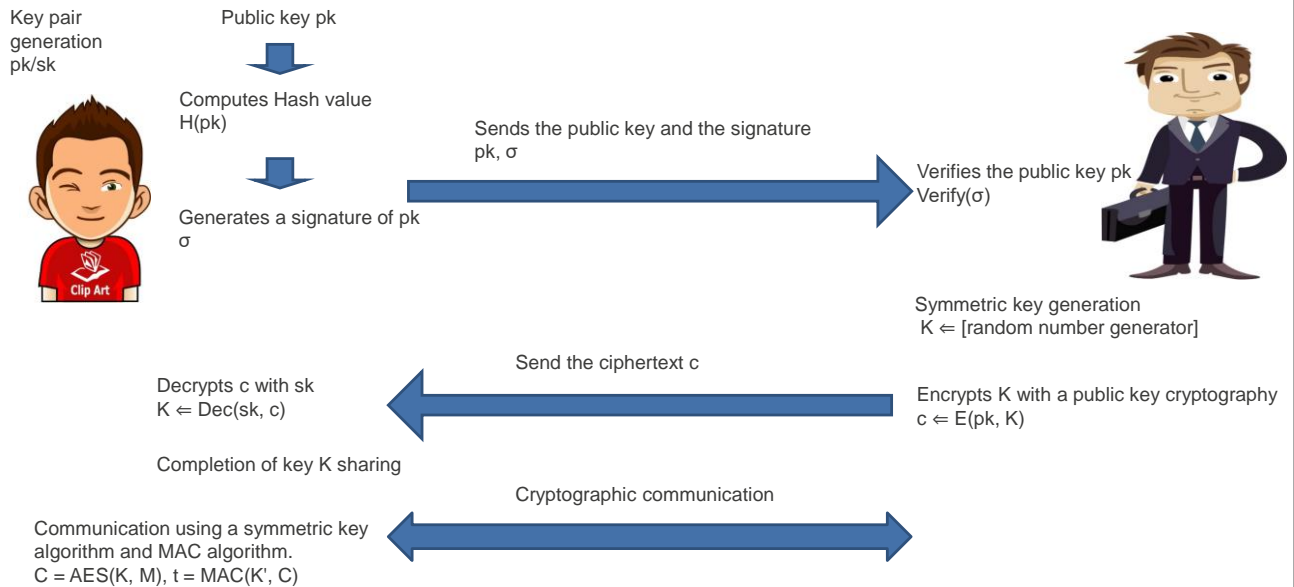 Key pair
generation
pk/sk
Public key pk
Computes Hash value
H(pk)
Generates a signature of pk
σ
Clip Art
Sends the public key and the signature
pk, σ
Verifies the public key pk
Verify(σ)
Symmetric key generation
K ⇐ [random number generator]
Send the ciphertext c
Encrypts K with a public key cryptography
c ⇐ E(pk, K)
Decrypts c with sk
K ⇐ Dec(sk, c)
Completion of key K sharing
Cryptographic communication
Communication using a symmetric key
algorithm and MAC algorithm.
C = AES(K, M), t = MAC(K', C)